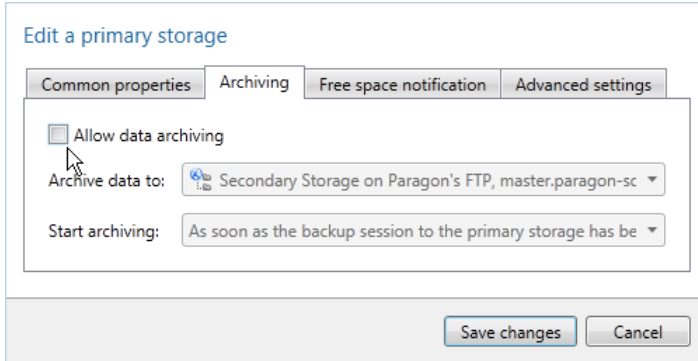 Edit a primary storage
Common properties Archiving Free space notification Advanced settings
Allow data archiving
Archive data to: Secondary Storage on Paragon's FTP, master.paragon-sc
Start archiving: As soon as the backup session to the primary storage has be
Save changes Cancel